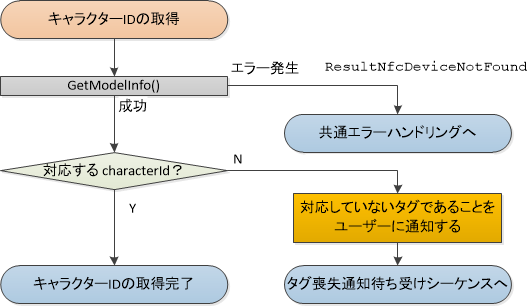 キャラクターIDの取得
エラー発生
ResultNfcDeviceNotFound
GetModelInfo()
成功
共通エラーハンドリングへ
対応する characterId？
N
Y
対応していないタグであることを
ユーザーに通知する
キャラクターIDの取得完了
タグ喪失通知待ち受けシーケンスへ